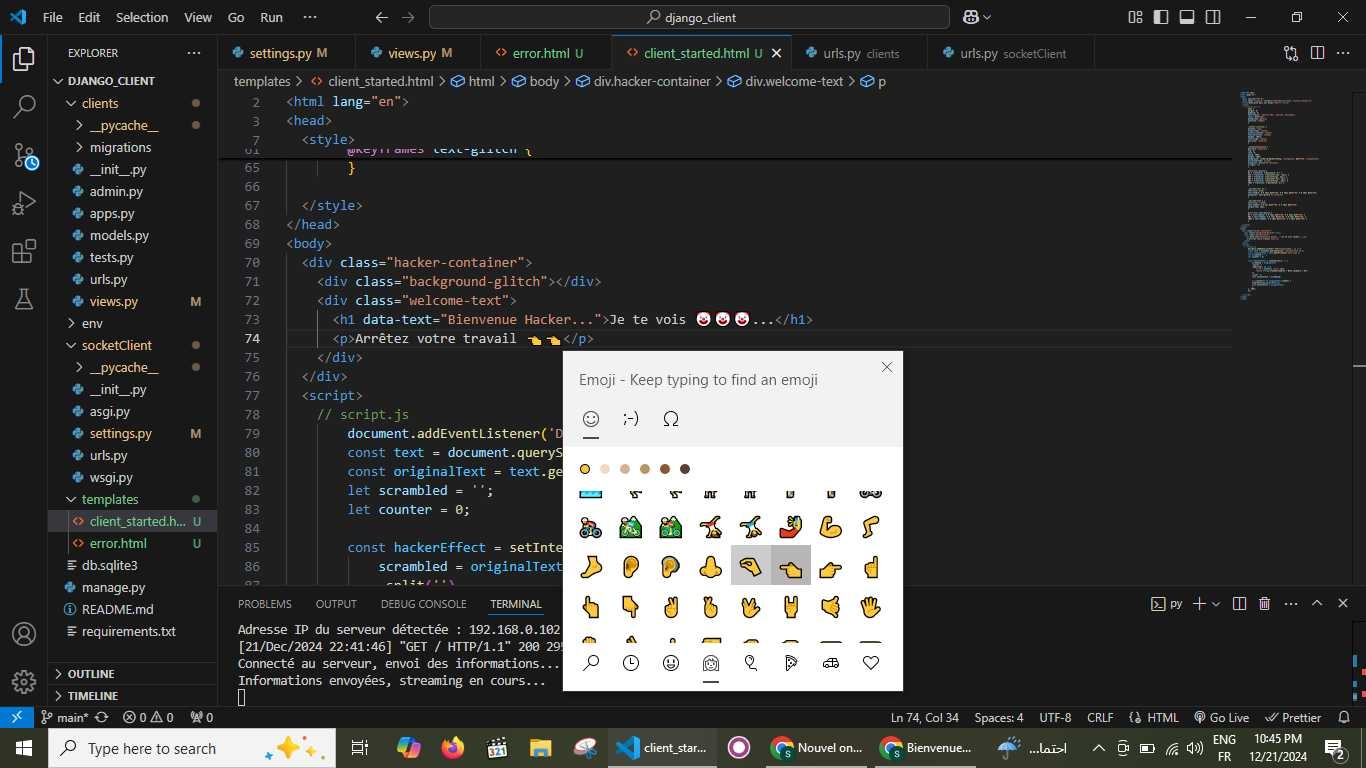 File Edit Selection View Go Run ··· django_client
EXPLORER ···
DJANGO_CLIENT
clients
__pycache__
migrations
__init__.py
admin.py
apps.py
models.py
tests.py
urls.py
views.py M
env
socketClient
__pycache__
__init__.py
asgi.py
settings.py M
urls.py
wsgi.py
templates
client_started.h... U
error.html U
db.sqlite3
manage.py
README.md
requirements.txt
OUTLINE
TIMELINE
settings.py M views.py M error.html U client_started.html U urls.py clients urls.py socketClient
templates > client_started.html > html > body > div.hacker-container > div.welcome-text > p
2 <html lang="en">
3 <head>
7 <style>
61 @keyframes text-glitch {
65 }
66
67 </style>
68 </head>
69 <body>
70 <div class="hacker-container">
71 <div class="background-glitch"></div>
72 <div class="welcome-text">
73 <h1 data-text="Bienvenue Hacker...">Je te vois 🤡🤡🤡...</h1>
74 <p>Arrêtez votre travail 👈👈</p>
75 </div>
76 </div>
77 <script>
78 // script.js
79 document.addEventListener('D
80 const text = document.queryS
81 const originalText = text.ge
82 let scrambled = '';
83 let counter = 0;
84
85 const hackerEffect = setInte
86 scrambled = originalText
87 .split('')
Emoji - Keep typing to find an emoji
;-) Ω
PROBLEMS OUTPUT DEBUG CONSOLE TERMINAL py
Adresse IP du serveur détectée : 192.168.0.102
[21/Dec/2024 22:41:46] "GET / HTTP/1.1" 200 295
Connecté au serveur, envoi des informations...
Informations envoyées, streaming en cours...
main* 0 0 0 Ln 74, Col 34 Spaces: 4 UTF-8 CRLF HTML Go Live Prettier
Type here to search client_star... Nouvel on... Bienvenue... احتما... ENG 10:45 PM
FR 12/21/2024 2